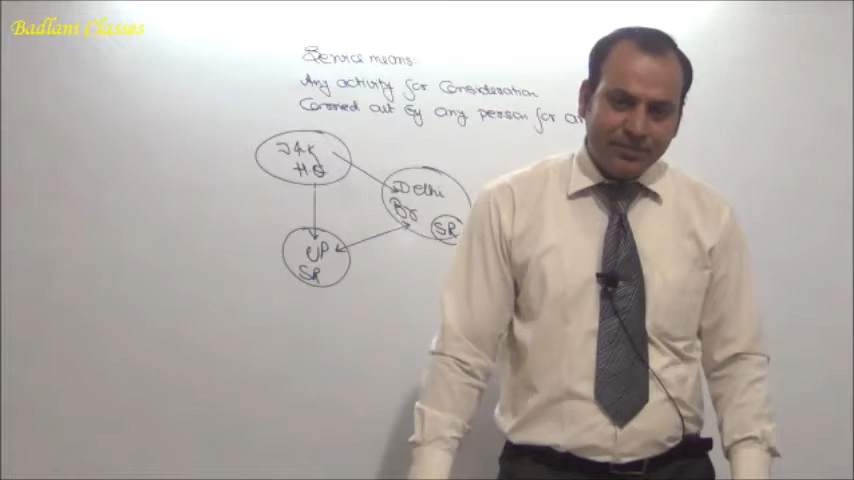 Badlani Classes
Service means:
Any activity for Consideration
Carried out by any person for an
J&K
HQ
Delhi
Br
SR
UP
SR